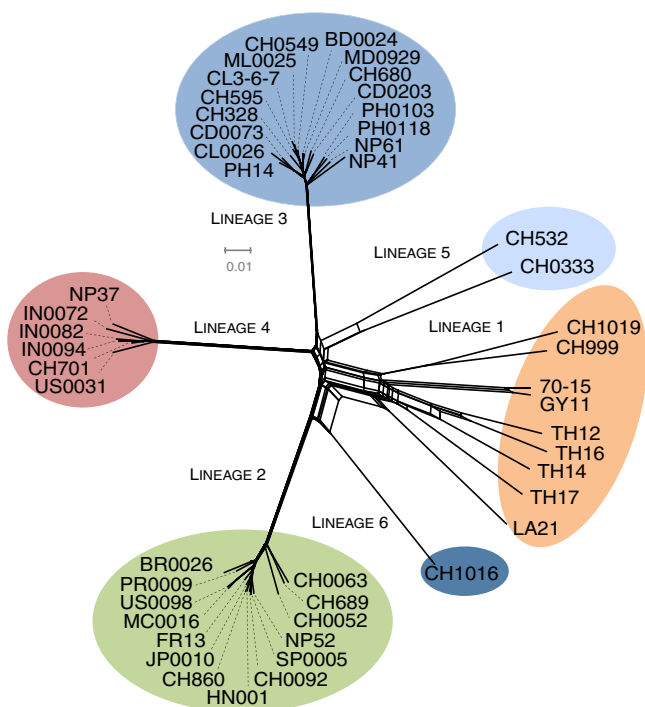 CH0549
BD0024
ML0025
MD0929
CL3-6-7
CH680
CH595
CD0203
CH328
PH0103
CD0073
PH0118
CL0026
NP61
PH14
NP41
LINEAGE 3
0.01
LINEAGE 5
CH532
CH0333
NP37
IN0072
IN0082
IN0094
CH701
US0031
LINEAGE 4
LINEAGE 1
CH1019
CH999
70-15
GY11
TH12
TH16
TH14
TH17
LA21
LINEAGE 2
LINEAGE 6
CH1016
BR0026
PR0009
US0098
MC0016
FR13
JP0010
CH860
HN001
CH0063
CH689
CH0052
NP52
SP0005
CH0092